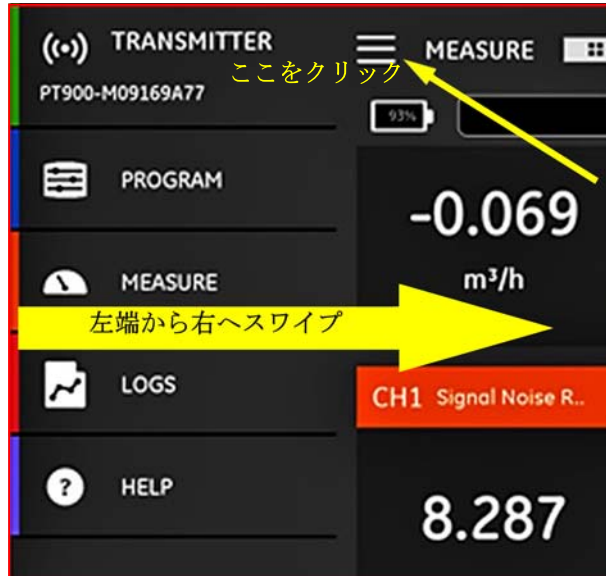 TRANSMITTER
PT900-M09169A77
PROGRAM
MEASURE
LOGS
HELP
MEASURE
ここをクリック
93%
-0.069
m³/h
左端から右へスワイプ
CH1 Signal Noise R..
8.287